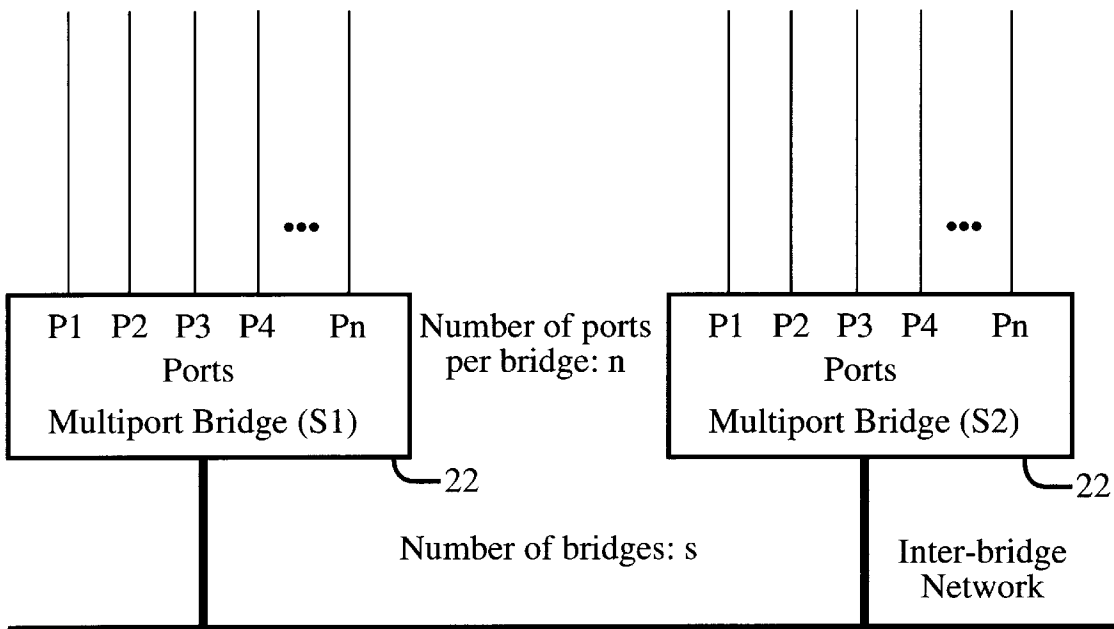 •••
•••
P1 P2 P3 P4 Pn
Ports
Multiport Bridge (S1)
22
Number of ports
per bridge: n
P1 P2 P3 P4 Pn
Ports
Multiport Bridge (S2)
22
Number of bridges: s
Inter-bridge
Network